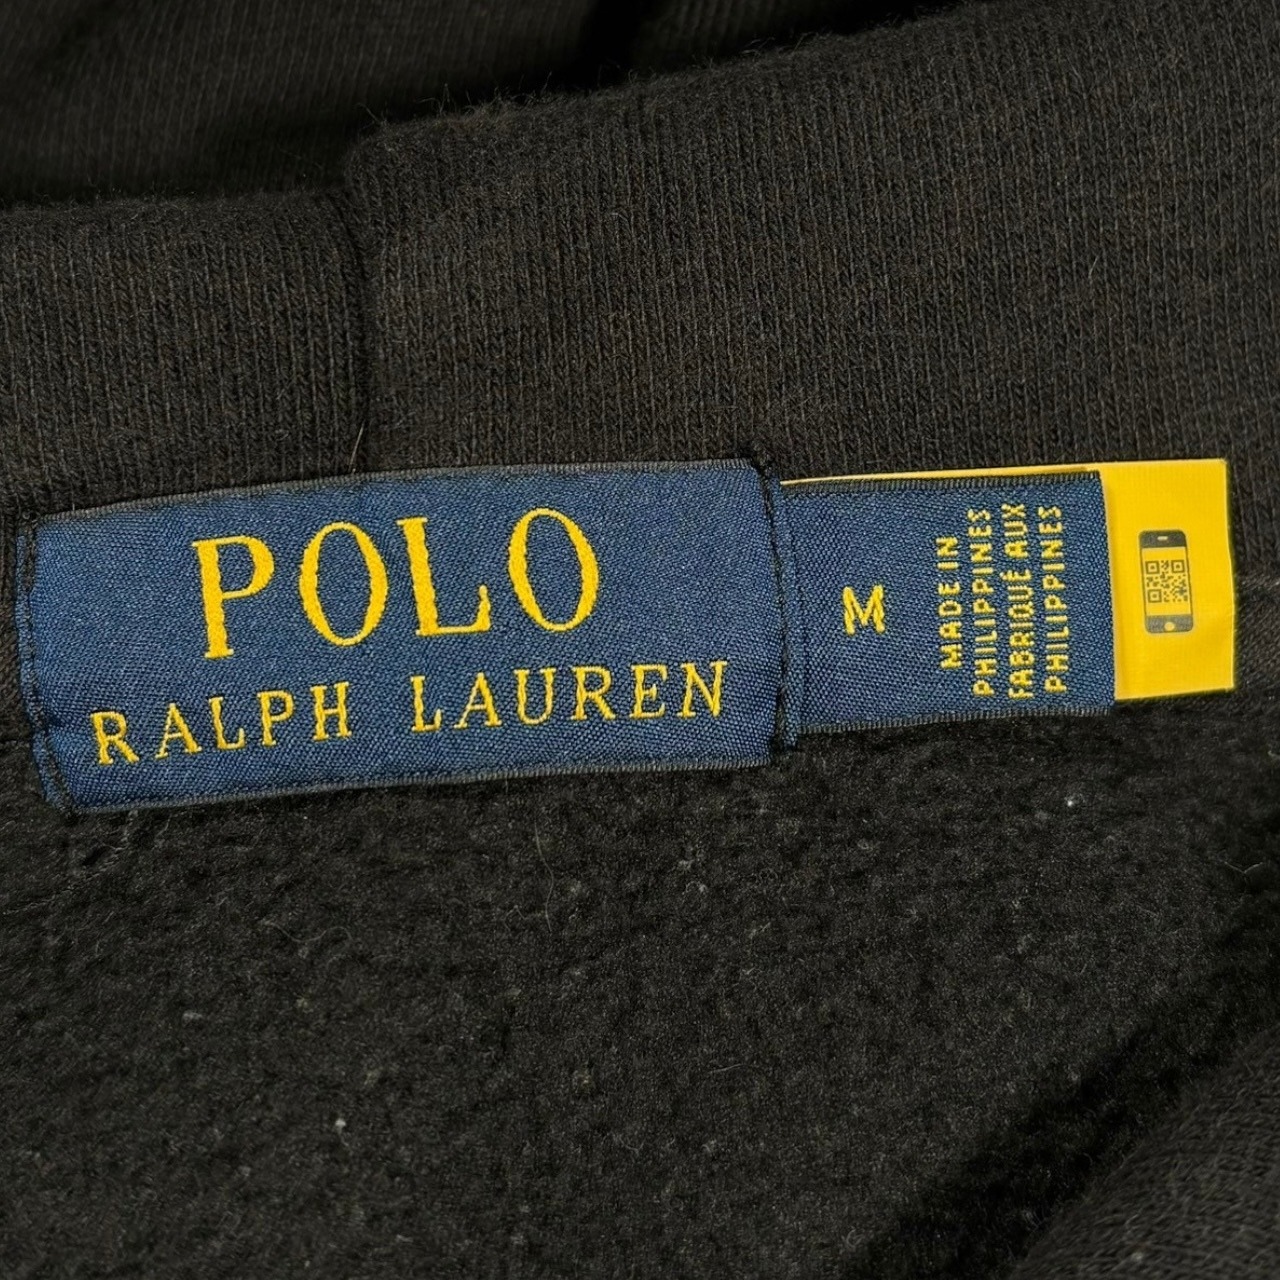 POLO
RALPH LAUREN
M
MADE IN
PHILIPPINES
FABRIQUÉ AUX
PHILIPPINES